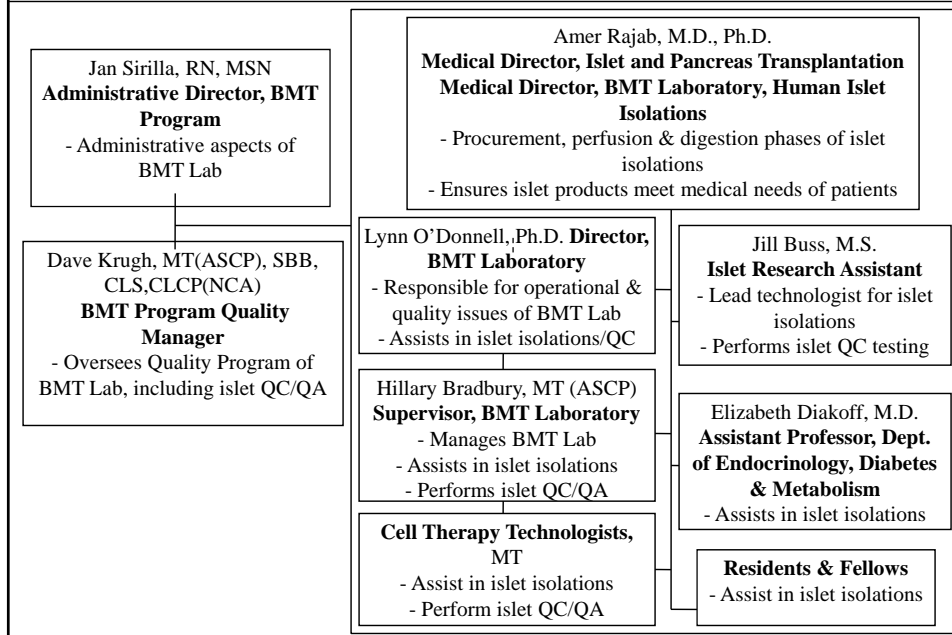 Jan Sirilla, RN, MSN
Administrative Director, BMT
Program
- Administrative aspects of
BMT Lab
Amer Rajab, M.D., Ph.D.
Medical Director, Islet and Pancreas Transplantation
Medical Director, BMT Laboratory, Human Islet
Isolations
- Procurement, perfusion & digestion phases of islet
isolations
- Ensures islet products meet medical needs of patients
Dave Krugh, MT(ASCP), SBB,
CLS,CLCP(NCA)
BMT Program Quality
Manager
- Oversees Quality Program of
BMT Lab, including islet QC/QA
Lynn O’Donnell, Ph.D. Director,
BMT Laboratory
- Responsible for operational &
quality issues of BMT Lab
- Assists in islet isolations/QC
Jill Buss, M.S.
Islet Research Assistant
- Lead technologist for islet
isolations
- Performs islet QC testing
Hillary Bradbury, MT (ASCP)
Supervisor, BMT Laboratory
- Manages BMT Lab
- Assists in islet isolations
- Performs islet QC/QA
Elizabeth Diakoff, M.D.
Assistant Professor, Dept.
of Endocrinology, Diabetes
& Metabolism
- Assists in islet isolations
Cell Therapy Technologists,
MT
- Assist in islet isolations
- Perform islet QC/QA
Residents & Fellows
- Assist in islet isolations